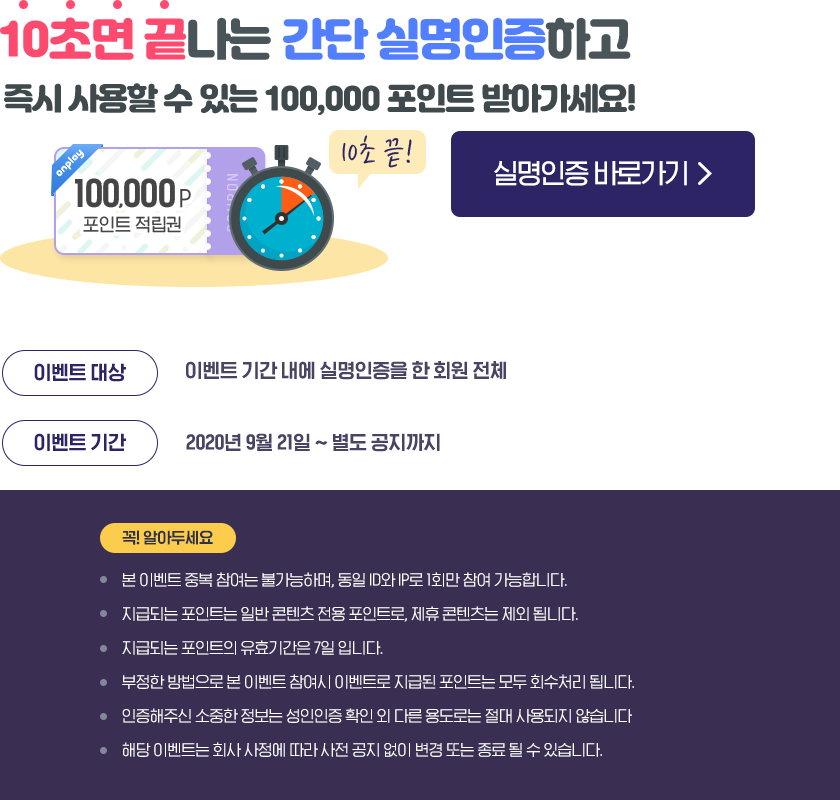 10초면 끝나는 간단 실명인증하고
즉시 사용할 수 있는 100,000 포인트 받아가세요!
onplay
100,000P
포인트 적립권
COUPON
10초 끝!
실명인증 바로가기
이벤트 대상
이벤트 기간 내에 실명인증을 한 회원 전체
이벤트 기간
2020년 9월 21일 ~ 별도 공지까지
꼭! 알아두세요
본 이벤트 중복 참여는 불가능하며, 동일 ID와 IP로 1회만 참여 가능합니다.
지급되는 포인트는 일반 콘텐츠 전용 포인트로, 제휴 콘텐츠는 제외 됩니다.
지급되는 포인트의 유효기간은 7일 입니다.
부정한 방법으로 본 이벤트 참여시 이벤트로 지급된 포인트는 모두 회수처리 됩니다.
인증해주신 소중한 정보는 성인인증 확인 외 다른 용도로는 절대 사용되지 않습니다
해당 이벤트는 회사 사정에 따라 사전 공지 없이 변경 또는 종료 될 수 있습니다.